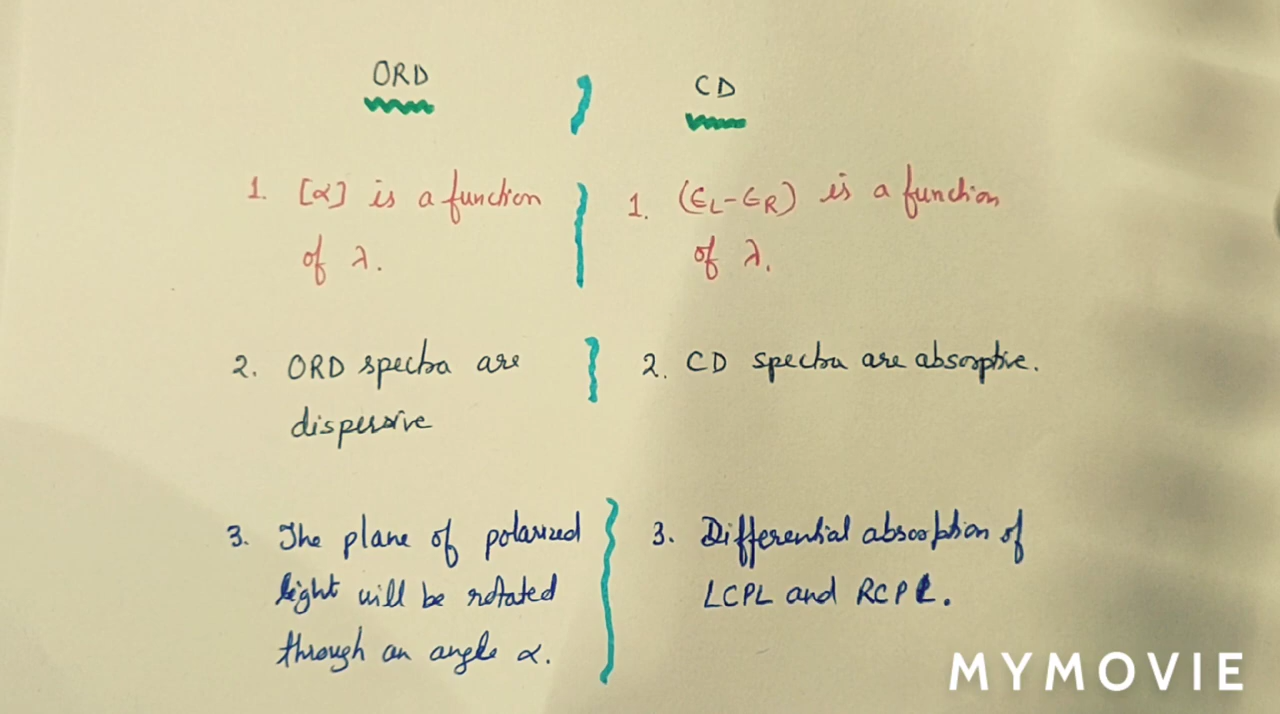 ORD
CD
1. [α] is a function
of λ.
1. (ϵL-ϵR) is a function
of λ.
2. ORD spectra are
dispersive
2. CD spectra are absorptive.
3. The plane of polarized
light will be rotated
through an angle α.
3. Differential absorption of
LCPL and RCPL.
MYMOVIE